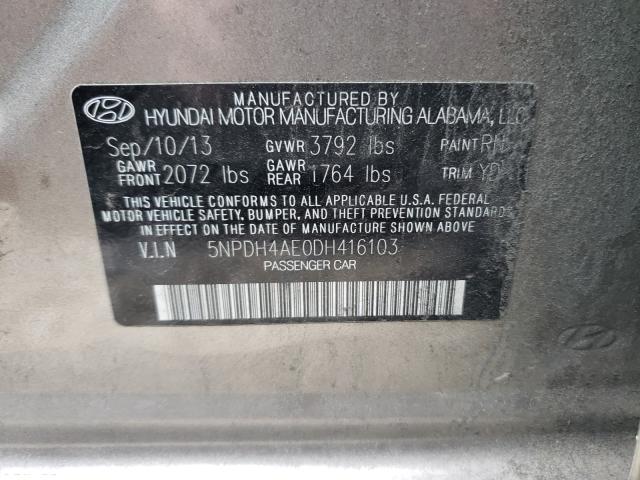 MANUFACTURED BY
HYUNDAI MOTOR MANUFACTURING ALABAMA, LLC
Sep/10/13 GVWR 3792 lbs PAINT RN
GAWR FRONT 2072 lbs GAWR REAR 1764 lbs TRIM YD
THIS VEHICLE CONFORMS TO ALL APPLICABLE U.S.A. FEDERAL
MOTOR VEHICLE SAFETY, BUMPER, AND THEFT PREVENTION STANDARDS
IN EFFECT ON THE DATE OF MANUFACTURE SHOWN ABOVE.
V.I.N 5NPDH4AE0DH416103
PASSENGER CAR